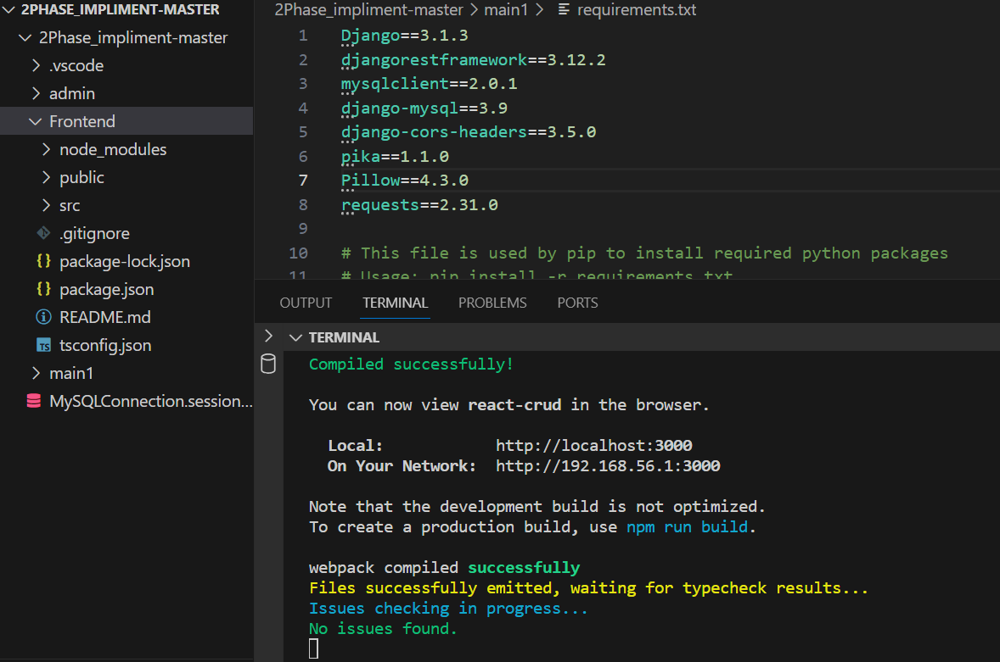 2PHASE_IMPLIMENT-MASTER
2Phase_impliment-master
.vscode
admin
Frontend
node_modules
public
src
.gitignore
package-lock.json
package.json
README.md
TS tsconfig.json
main1
MySQLConnection.session...
2Phase_impliment-master > main1 > requirements.txt
1 Django==3.1.3
2 djangorestframework==3.12.2
3 mysqlclient==2.0.1
4 django-mysql==3.9
5 django-cors-headers==3.5.0
6 pika==1.1.0
7 Pillow==4.3.0
8 requests==2.31.0
9
10 # This file is used by pip to install required python packages
11 # Usage: pip install -r requirements.txt
OUTPUT TERMINAL PROBLEMS PORTS
TERMINAL
Compiled successfully!
You can now view react-crud in the browser.
Local: http://localhost:3000
On Your Network: http://192.168.56.1:3000
Note that the development build is not optimized.
To create a production build, use npm run build.
webpack compiled successfully
Files successfully emitted, waiting for typecheck results...
Issues checking in progress...
No issues found.